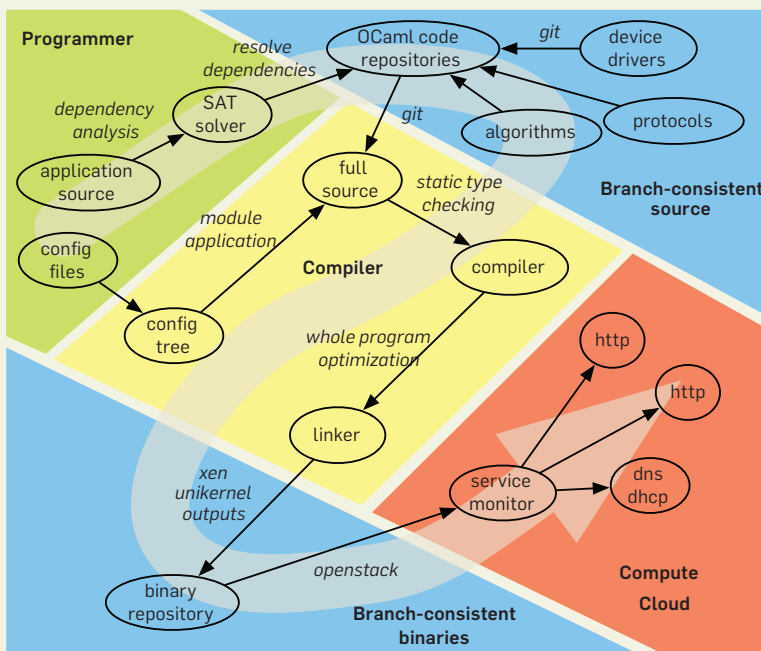 Programmer
resolve
dependencies
OCaml code
repositories
git
device
drivers
dependency
analysis
SAT
solver
git
algorithms
protocols
application
source
full
source
static type
checking
Branch-consistent
source
module
application
config
files
Compiler
compiler
config
tree
whole program
optimization
http
http
linker
xen
unikernel
outputs
service
monitor
dns
dhcp
openstack
binary
repository
Branch-consistent
binaries
Compute
Cloud